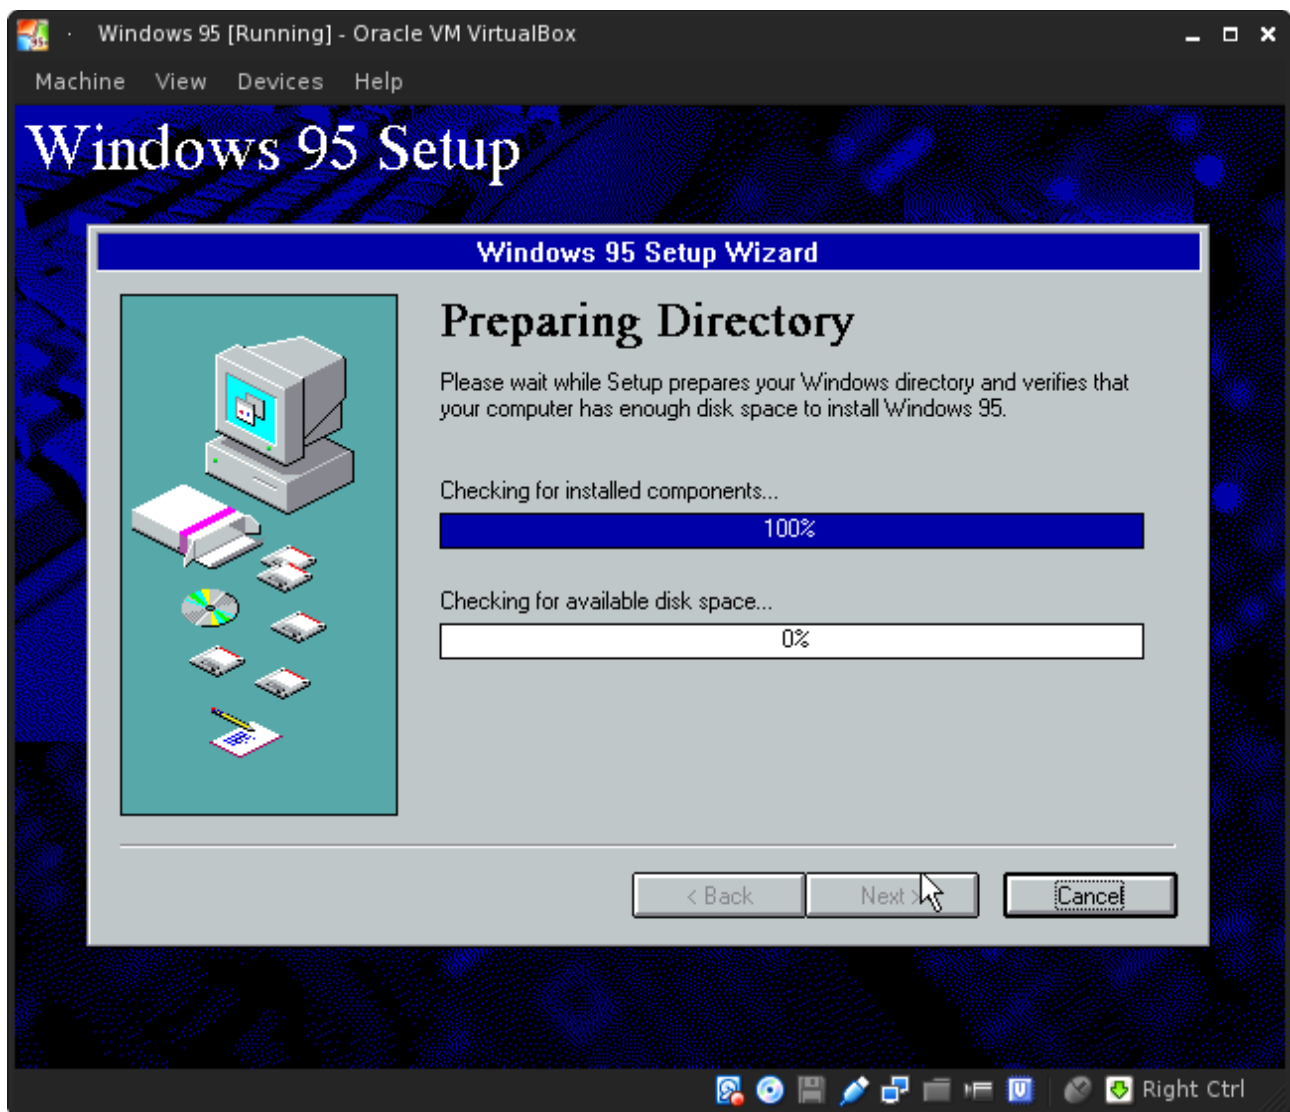 Windows 95 [Running] - Oracle VM VirtualBox
Machine View Devices Help
Windows 95 Setup
Windows 95 Setup Wizard
Preparing Directory
Please wait while Setup prepares your Windows directory and verifies that
your computer has enough disk space to install Windows 95.
Checking for installed components...
100%
Checking for available disk space...
0%
< Back Next > Cancel
Right Ctrl